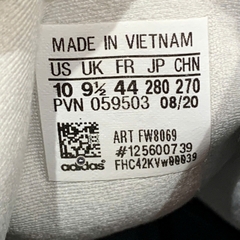 MADE IN VIETNAM
US UK FR JP CHN
10 9½ 44 280 270
PVN 059503 08/20
ART FW8069
#125600739
adidas FHC42KVw00039